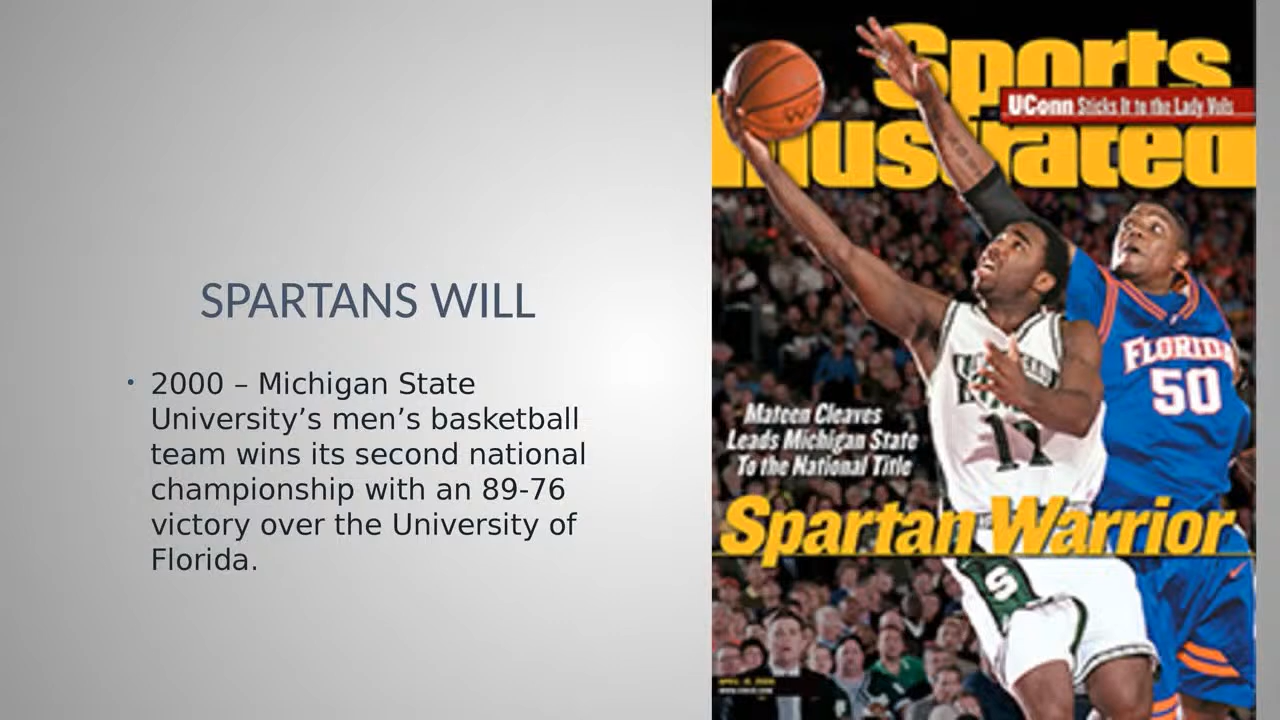 SPARTANS WILL
• 2000 – Michigan State
University’s men’s basketball
team wins its second national
championship with an 89-76
victory over the University of
Florida.
Sports
UConn Sticks It to the Lady Vols
Illustrated
FLORIDA
50
12
Mateen Cleaves
Leads Michigan State
To the National Title
Spartan Warrior
S